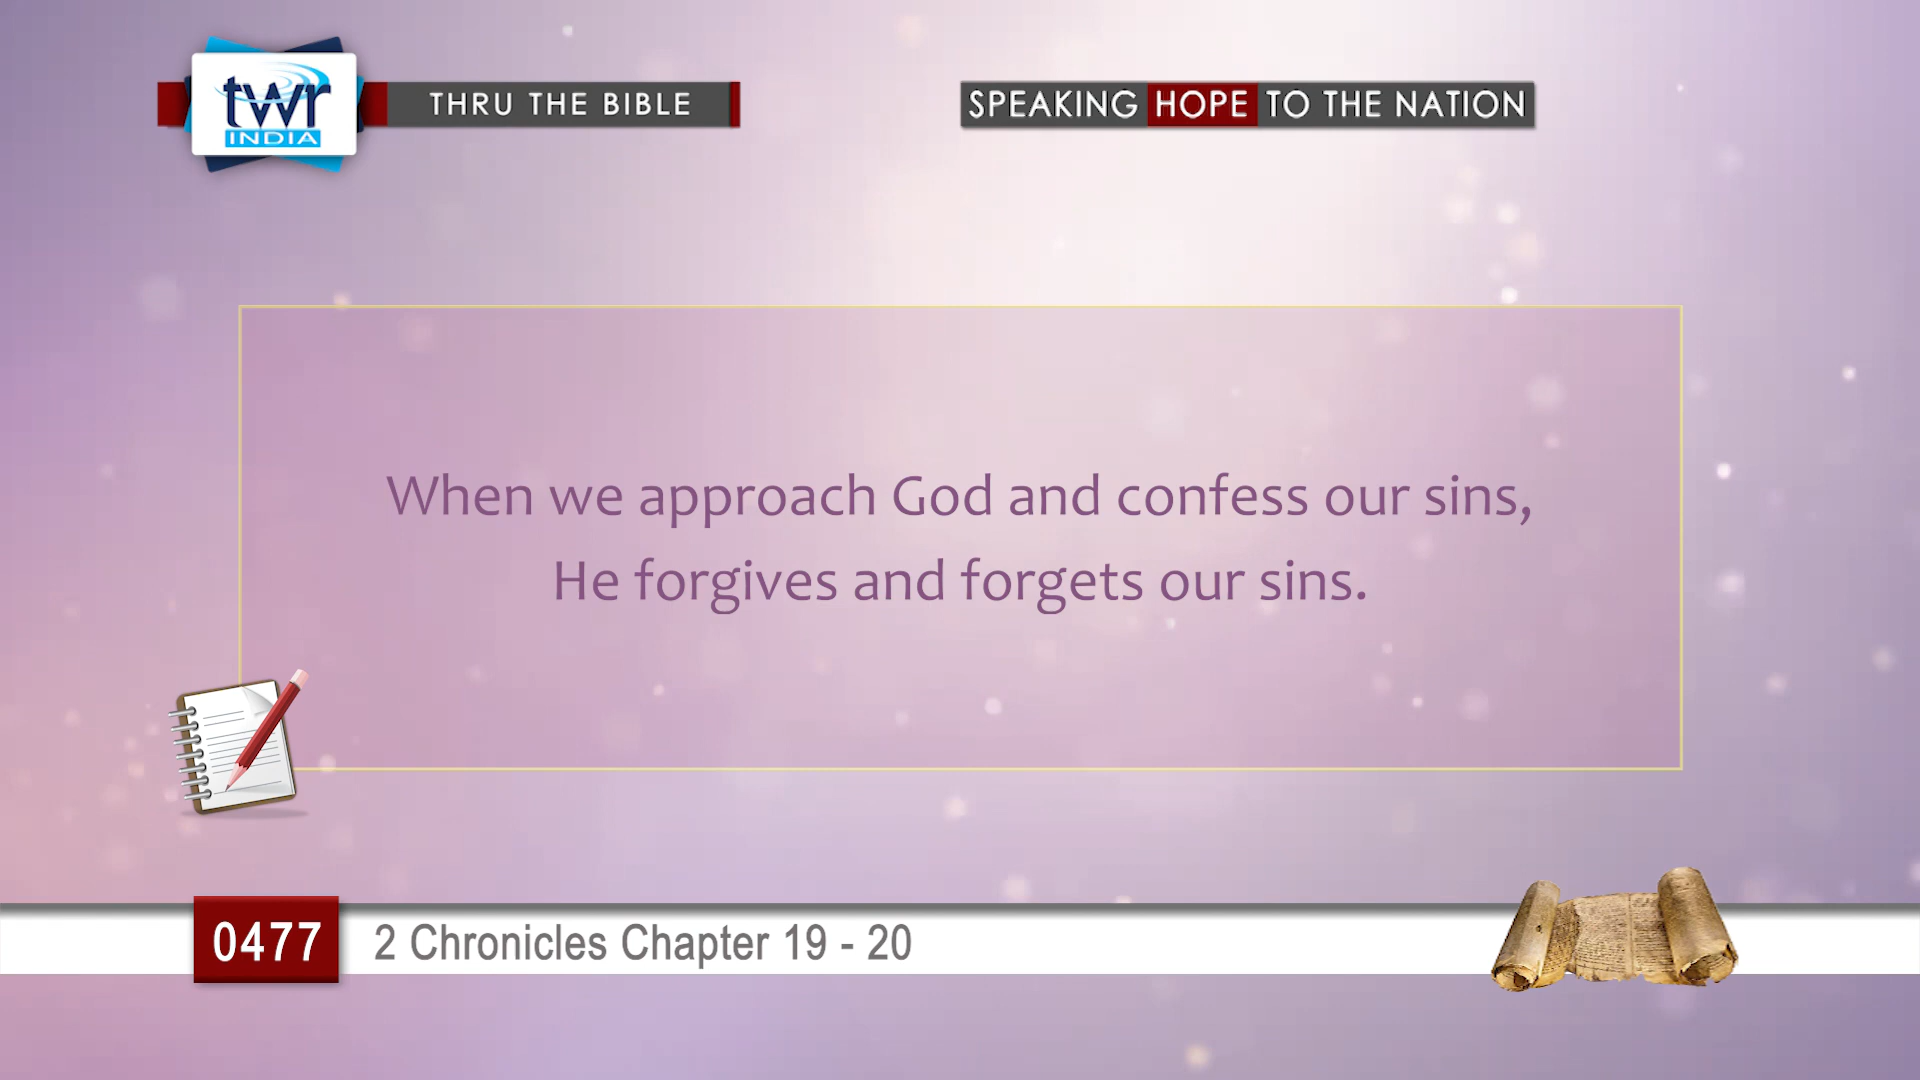 twr
INDIA
THRU THE BIBLE
SPEAKING HOPE TO THE NATION
When we approach God and confess our sins,
He forgives and forgets our sins.
0477
2 Chronicles Chapter 19 - 20